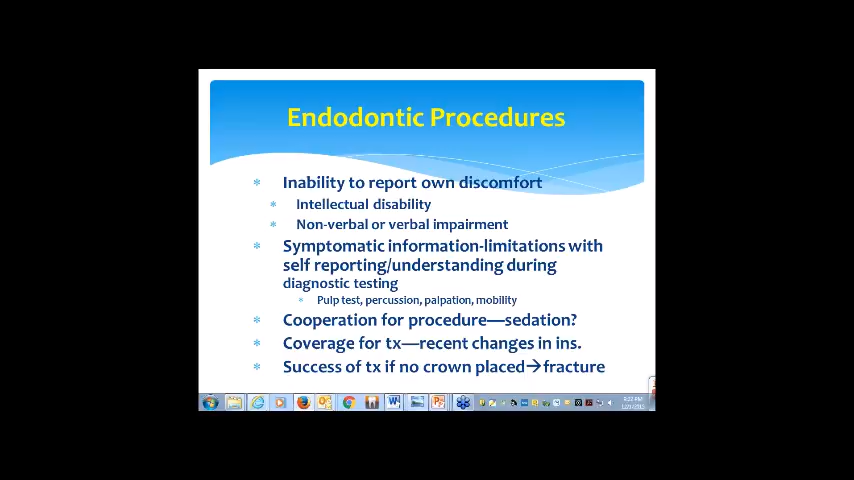 Endodontic Procedures
Inability to report own discomfort
Intellectual disability
Non-verbal or verbal impairment
Symptomatic information-limitations with
self reporting/understanding during
diagnostic testing
Pulp test, percussion, palpation, mobility
Cooperation for procedure—sedation?
Coverage for tx—recent changes in ins.
Success of tx if no crown placed→fracture